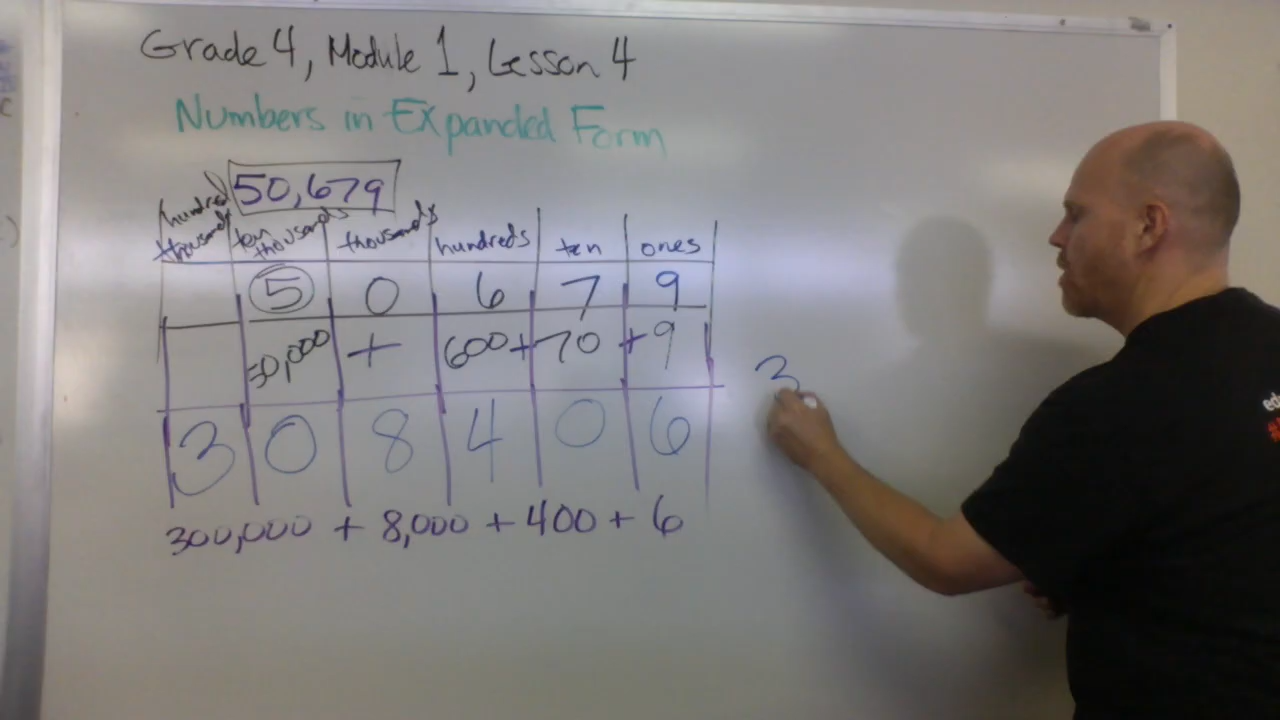 Grade 4, Module 1, Lesson 4
Numbers in Expanded Form
50,679
hundred thousands ten thousands thousands hundreds ten ones
5 0 6 7 9
50,000 + 600 + 70 + 9
3 0 8 4 0 6
3
300,000 + 8,000 + 400 + 6